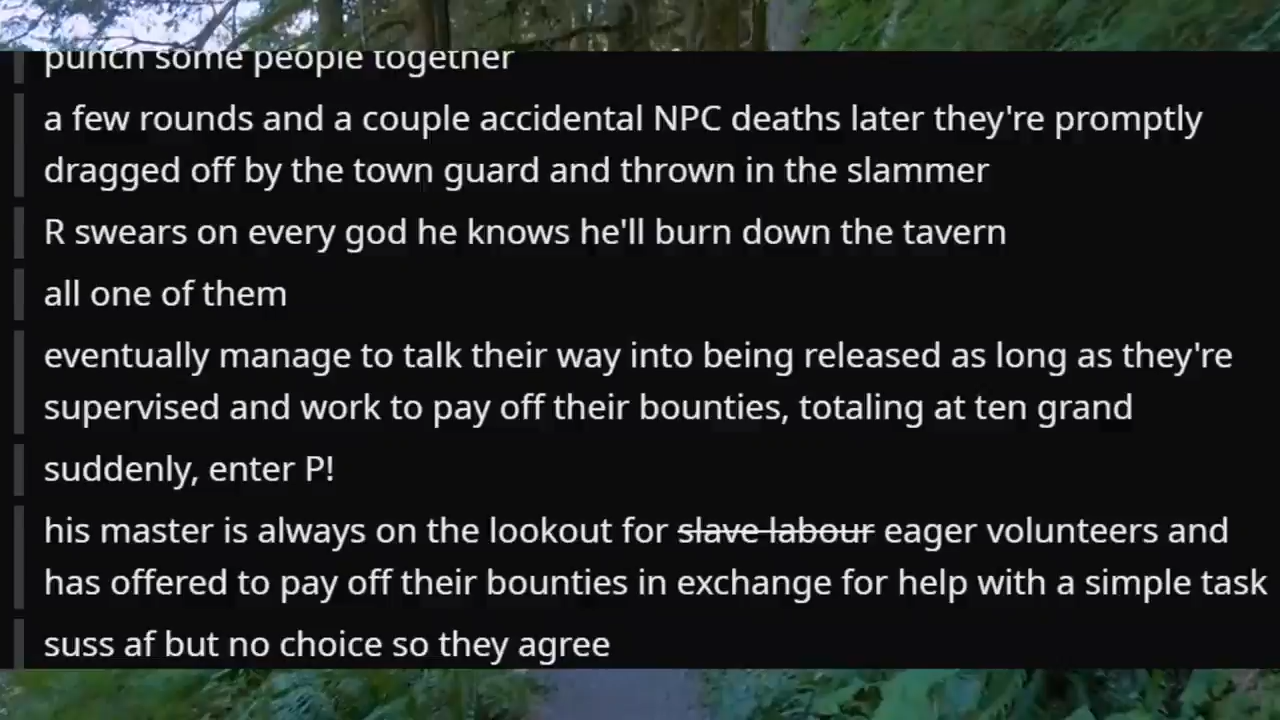 punch some people together
a few rounds and a couple accidental NPC deaths later they're promptly
dragged off by the town guard and thrown in the slammer
R swears on every god he knows he'll burn down the tavern
all one of them
eventually manage to talk their way into being released as long as they're
supervised and work to pay off their bounties, totaling at ten grand
suddenly, enter P!
his master is always on the lookout for slave labour eager volunteers and
has offered to pay off their bounties in exchange for help with a simple task
suss af but no choice so they agree